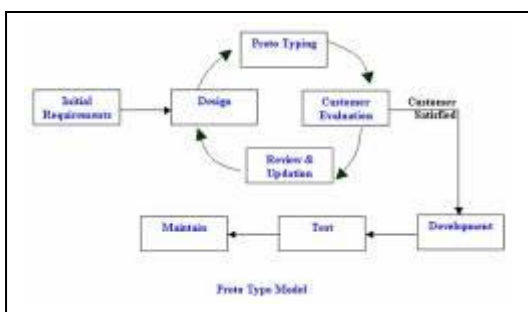 Proto Typing
Initial
Requirements
Design
Customer
Evaluation
Customer
Satisfied
Review &
Updation
Maintain
Test
Development
Proto Type Model